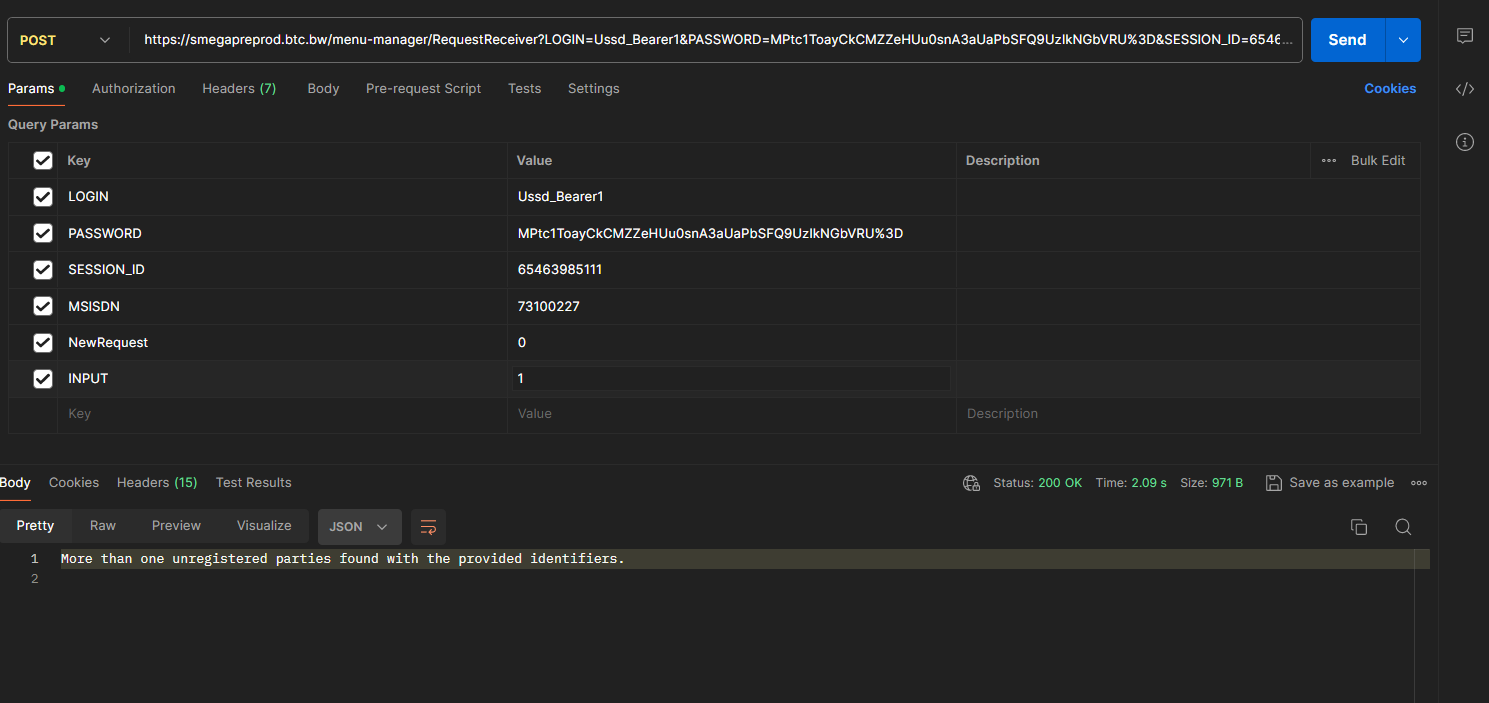 POST https://smegapreprod.btc.bw/menu-manager/RequestReceiver?LOGIN=Ussd_Bearer1&PASSWORD=MPtc1ToayCkCMZZeHUu0snA3aUaPbSFQ9UzIkNGbVRU%3D&SESSION_ID=6546... Send
Params Authorization Headers (7) Body Pre-request Script Tests Settings Cookies
Query Params
Key Value Description Bulk Edit
LOGIN Ussd_Bearer1
PASSWORD MPtc1ToayCkCMZZeHUu0snA3aUaPbSFQ9UzIkNGbVRU%3D
SESSION_ID 65463985111
MSISDN 73100227
NewRequest 0
INPUT 1
Key Value Description
Body Cookies Headers (15) Test Results Status: 200 OK Time: 2.09 s Size: 971 B Save as example
Pretty Raw Preview Visualize JSON
1 More than one unregistered parties found with the provided identifiers.
2